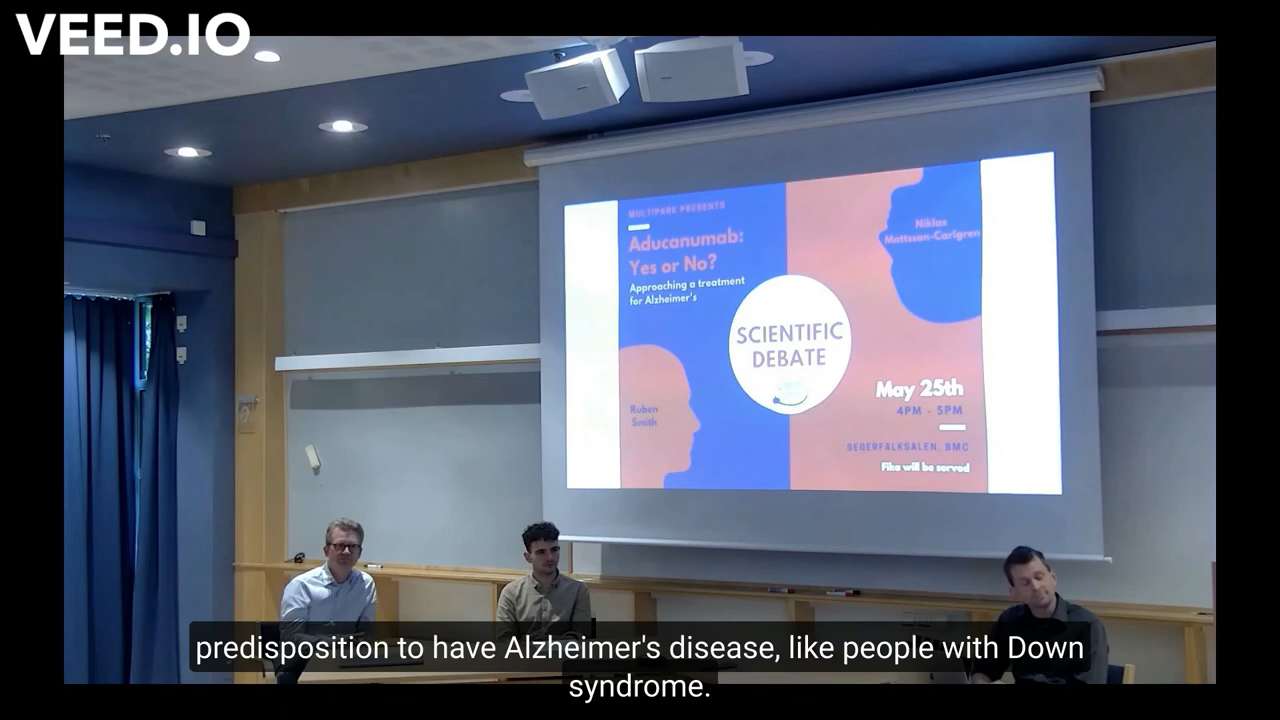 VEED.IO
MULTIPARK PRESENTS
Aducanumab:
Yes or No?
Approaching a treatment
for Alzheimer's
Niklas
Mattsson-Carlgren
SCIENTIFIC
DEBATE
Ruben
Smith
May 25th
4PM - 5PM
SEGERFALKSALEN, BMC
Fika will be served
predisposition to have Alzheimer's disease, like people with Down
syndrome.